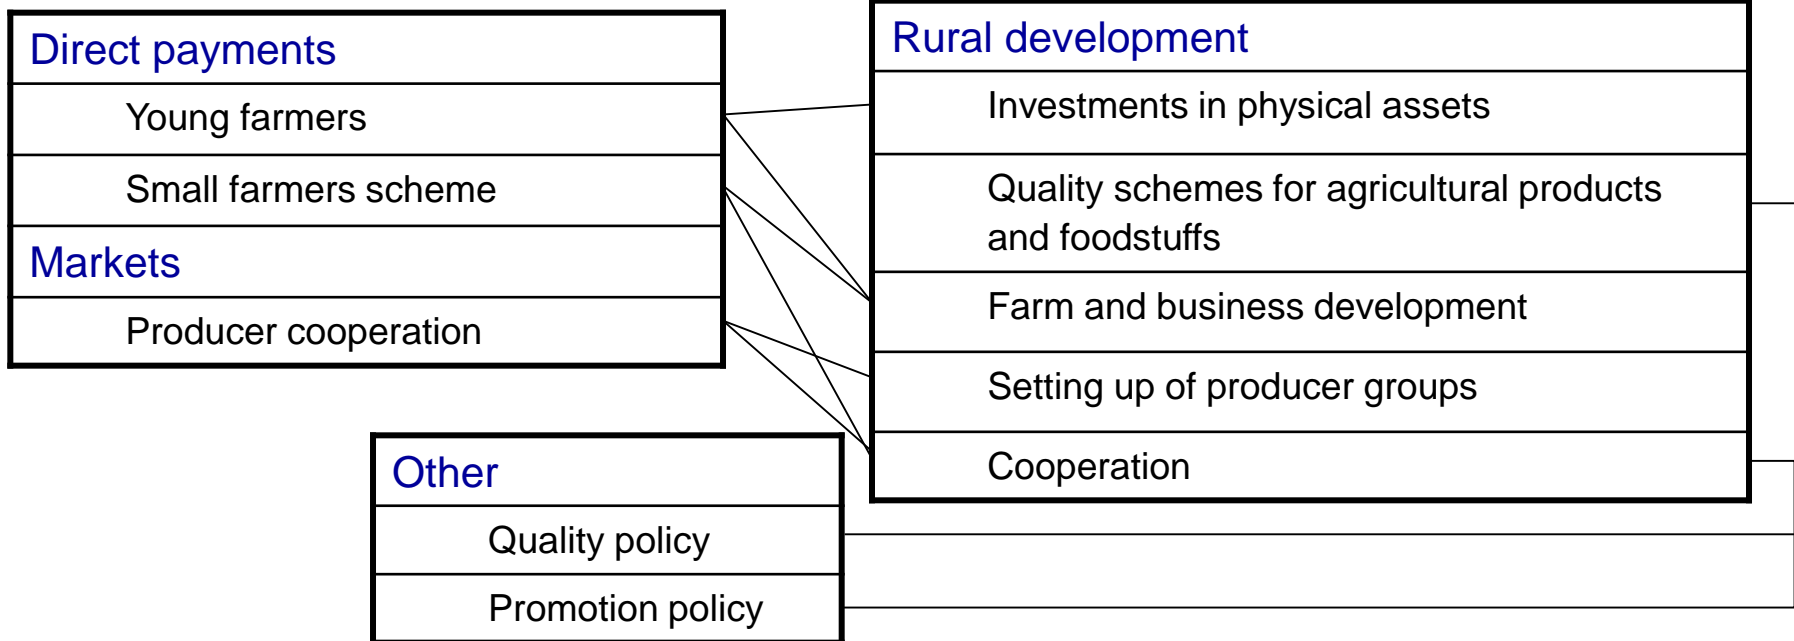 Direct payments
Young farmers
Small farmers scheme
Markets
Producer cooperation
Rural development
Investments in physical assets
Quality schemes for agricultural products
and foodstuffs
Farm and business development
Setting up of producer groups
Cooperation
Other
Quality policy
Promotion policy